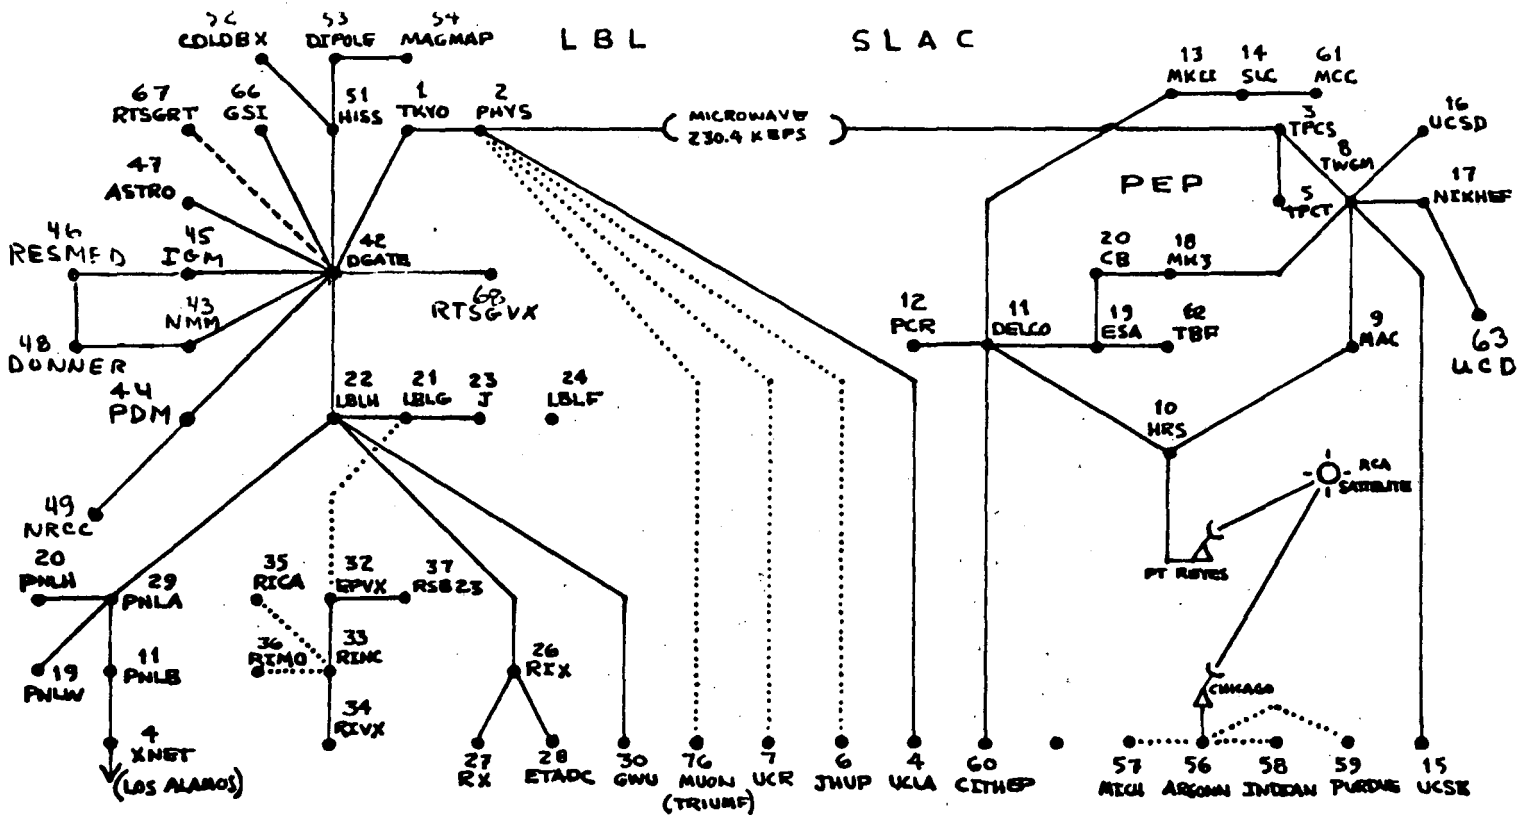 LBL
SLAC
53
DIPOLE
54
MAGMAP
CDLDBX
67
RTSGRT
66
GSI
51
HISS
1
TKYO
2
PHYS
MICROWAVE
230.4 KBPS
13
MKII
14
SLC
61
MCC
3
TPCS
16
UCSD
8
TWGM
PEP
5
TPCT
17
NIKHEF
47
ASTRO
46
RESMED
45
IGM
42
DGATE
43
NMM
RTSGVX
20
CB
18
MK3
12
PCR
11
DELCO
19
ESA
62
TBF
9
MAC
63
UCD
48
DONNER
44
PDM
22
LBLH
21
LBLG
23
J
24
LBLF
10
HRS
RCA
SATTELITE
49
NRCC
PT REYES
20
PNLH
29
PNLA
35
RICA
32
EPVX
37
RSB23
19
PNLW
11
PNLB
36
RIMO
33
RINC
26
RIX
34
RIVX
CHICAGO
4
XNET
(LOS ALAMOS)
27
RX
28
ETADC
30
GWU
76
MUON
(TRIUMF)
7
UCR
6
JHUP
4
UCLA
60
CITHEP
57
MICH
56
ARGONN
58
INDIAN
59
PURDUE
15
UCSB